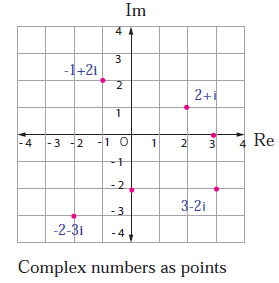 Im
4
3
-1+2i
2
2+i
1
-4 -3 -2 -1 0 1 2 3 4 Re
-1
-2
3-2i
-3
-2-3i
-4
Complex numbers as points